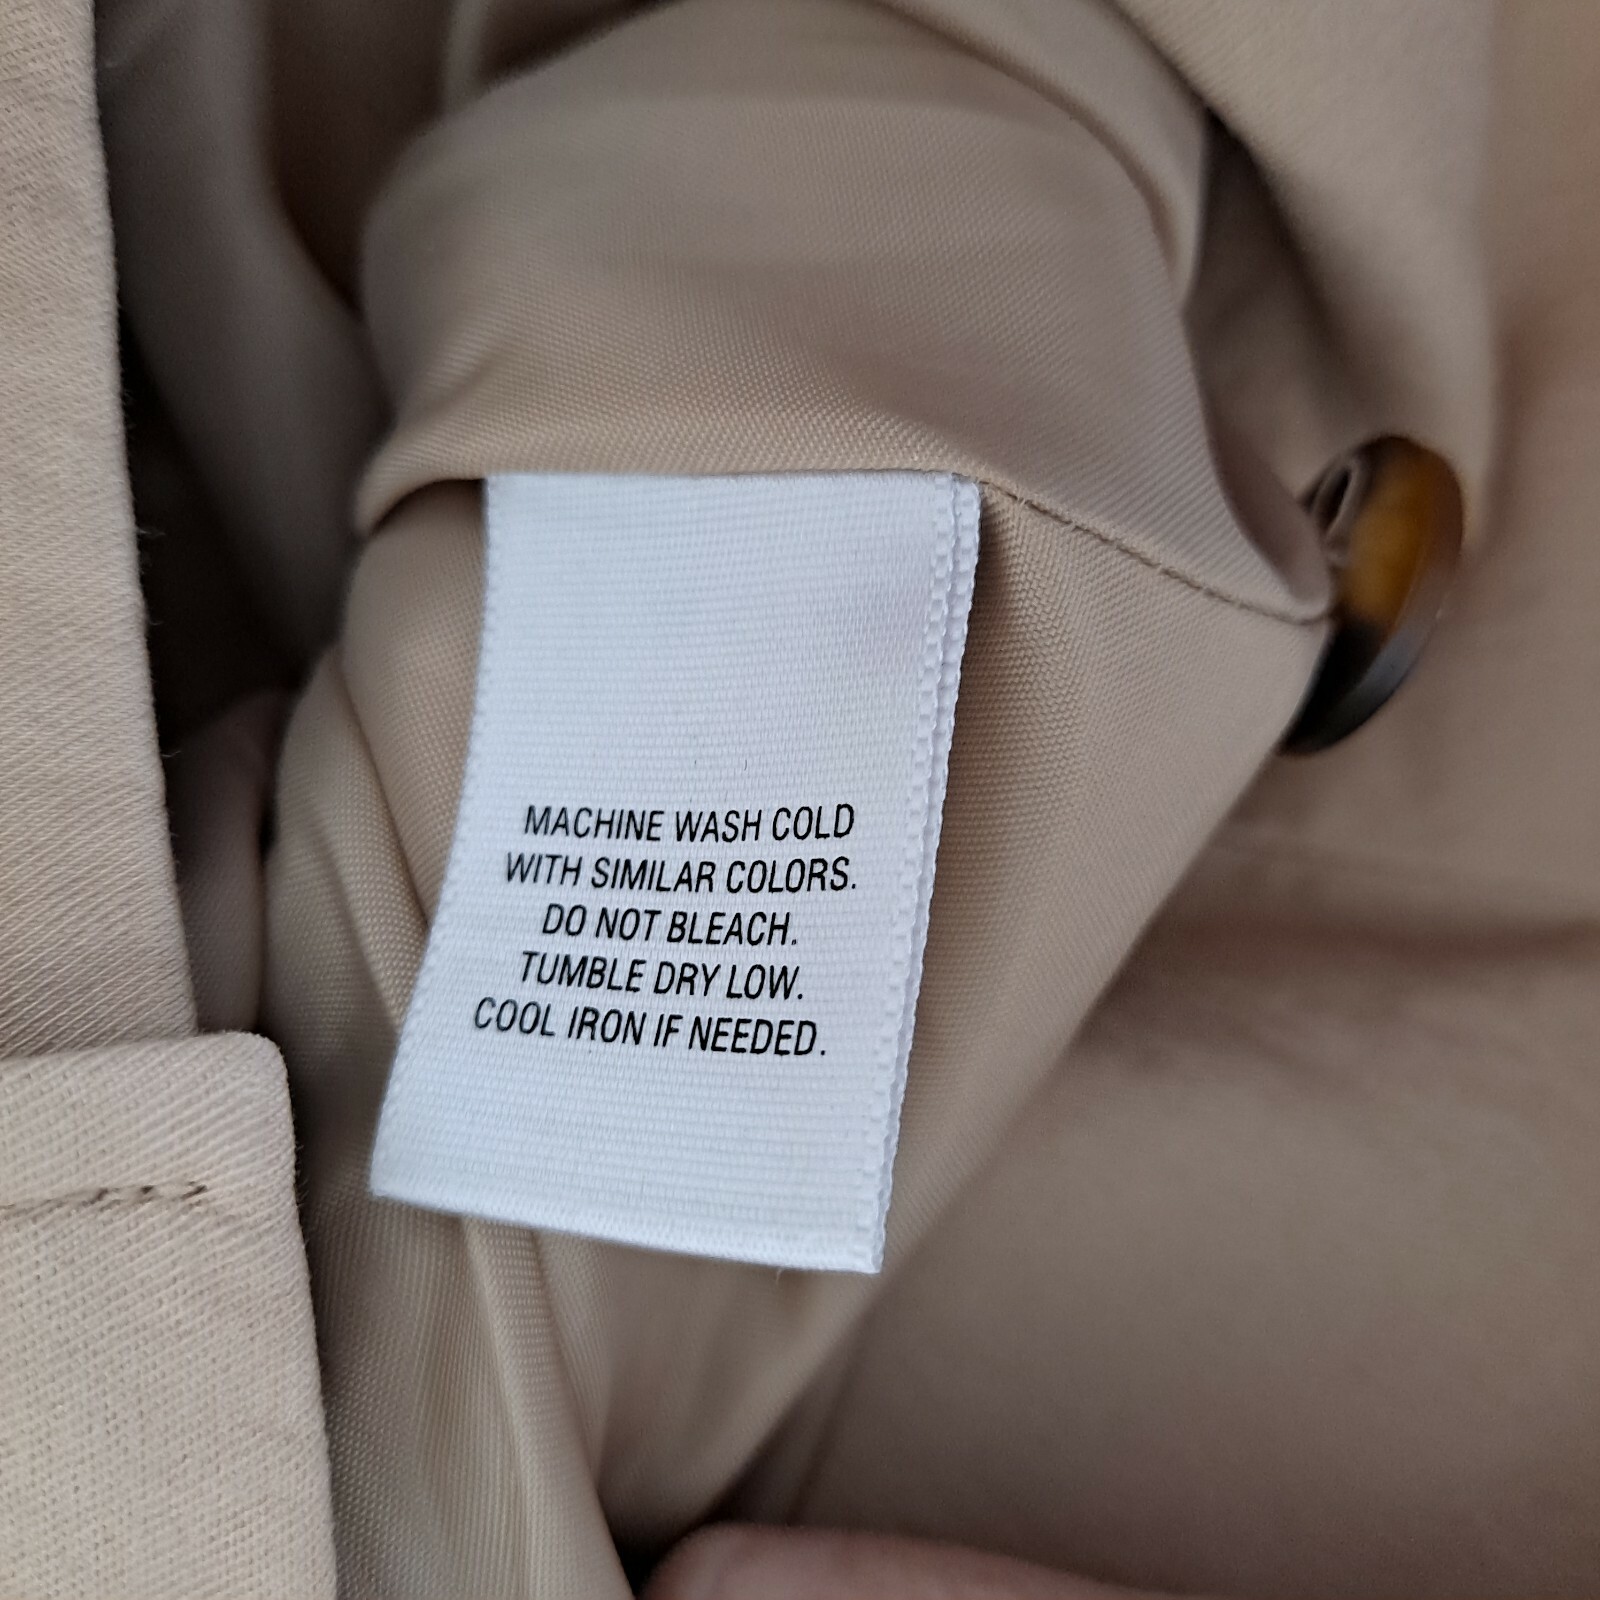 MACHINE WASH COLD
WITH SIMILAR COLORS.
DO NOT BLEACH.
TUMBLE DRY LOW.
COOL IRON IF NEEDED.